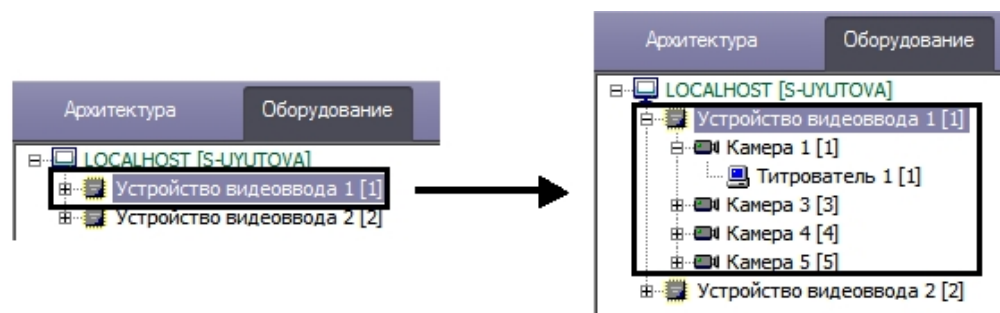 Архитектура Оборудование
LOCALHOST [S-UYUTOVA]
Устройство видеоввода 1 [1]
Устройство видеоввода 2 [2]
Архитектура Оборудование
LOCALHOST [S-UYUTOVA]
Устройство видеоввода 1 [1]
Камера 1 [1]
Титрователь 1 [1]
Камера 3 [3]
Камера 4 [4]
Камера 5 [5]
Устройство видеоввода 2 [2]